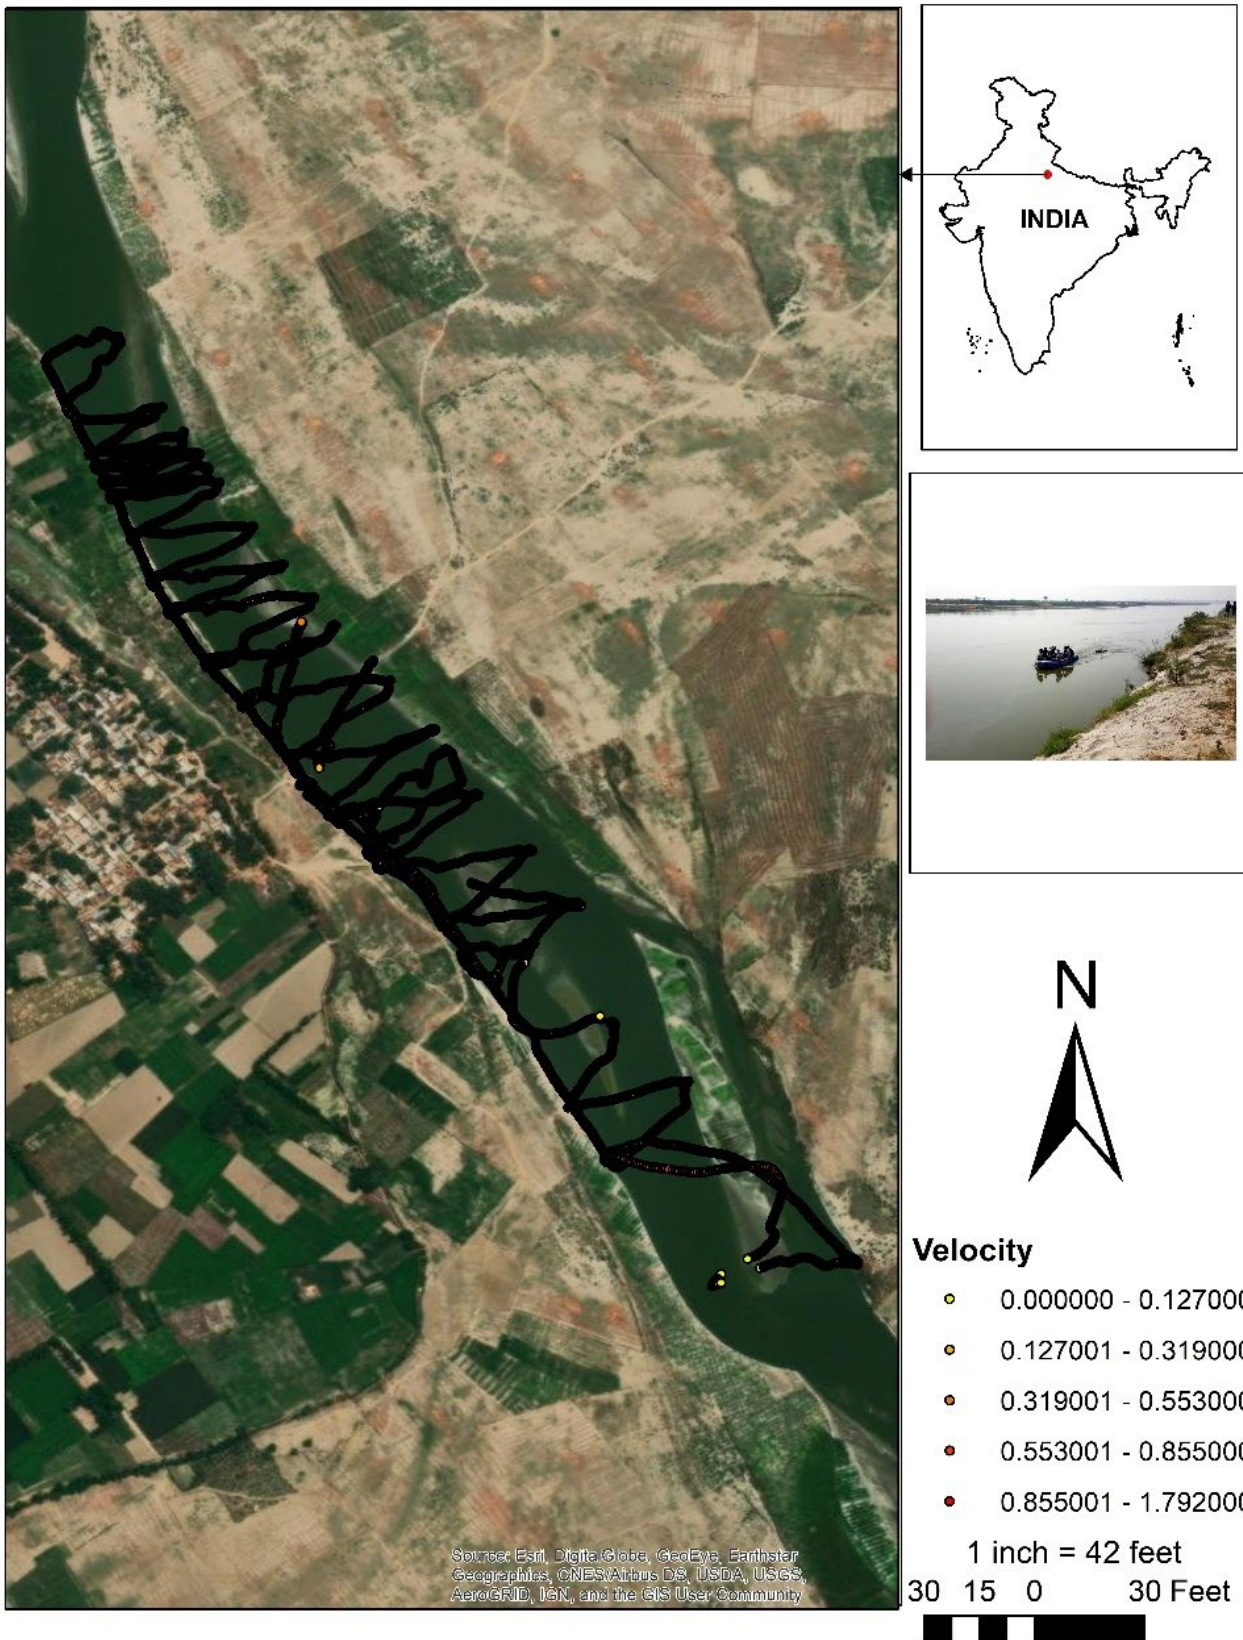 INDIA
N
Velocity
0.000000 - 0.127000
0.127001 - 0.319000
0.319001 - 0.553000
0.553001 - 0.855000
0.855001 - 1.792000
1 inch = 42 feet
30 15 0 30 Feet
Source: Esri, DigitalGlobe, GeoEye, Earthstar
Geographics, CNES/Airbus DS, USDA, USGS,
AeroGRID, IGN, and the GIS User Community